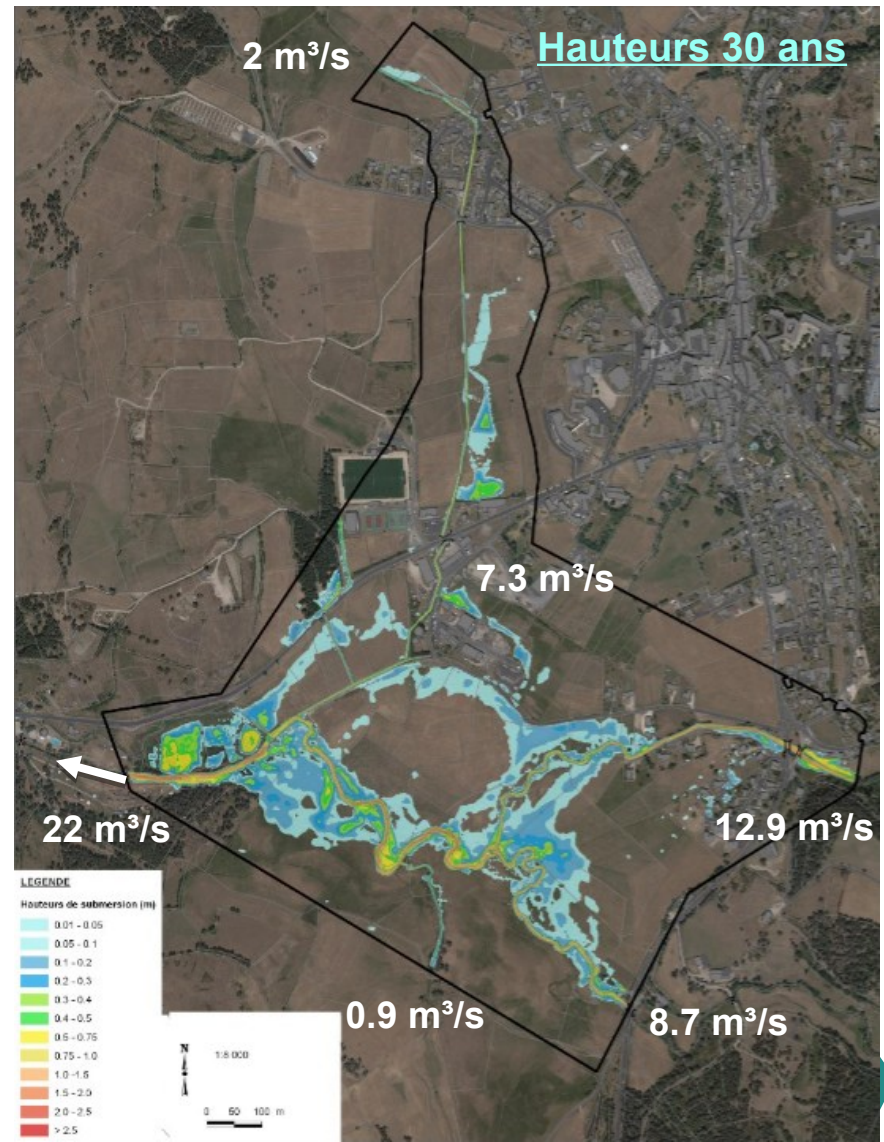 Hauteurs 30 ans
2 m³/s
7.3 m³/s
22 m³/s
12.9 m³/s
0.9 m³/s
8.7 m³/s
LEGENDE
Hauteurs de submersion (m)
0.01 - 0.05
0.05 - 0.1
0.1 - 0.2
0.2 - 0.3
0.3 - 0.4
0.4 - 0.5
0.5 - 0.75
0.75 - 1.0
1.0 - 1.5
1.5 - 2.0
2.0 - 2.5
> 2.5
N
1:8 000
0 50 100 m